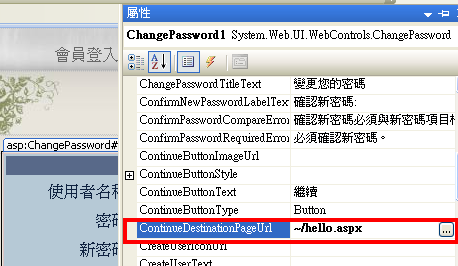 屬性
ChangePassword1 System.Web.UI.WebControls.ChangePassword
會員登入
ChangePasswordTitleText 變更您的密碼
ConfirmNewPasswordLabelText 確認新密碼:
ConfirmPasswordCompareError 確認新密碼必須與新密碼項目
asp:ChangePassword#
ConfirmPasswordRequiredError 必須確認新密碼。
ContinueButtonImageUrl
ContinueButtonStyle
使用者名稱
ContinueButtonText 繼續
密碼
ContinueButtonType Button
ContinueDestinationPageUrl ~/hello.aspx ...
新密碼
CreateUserIconUrl
CreateUserText